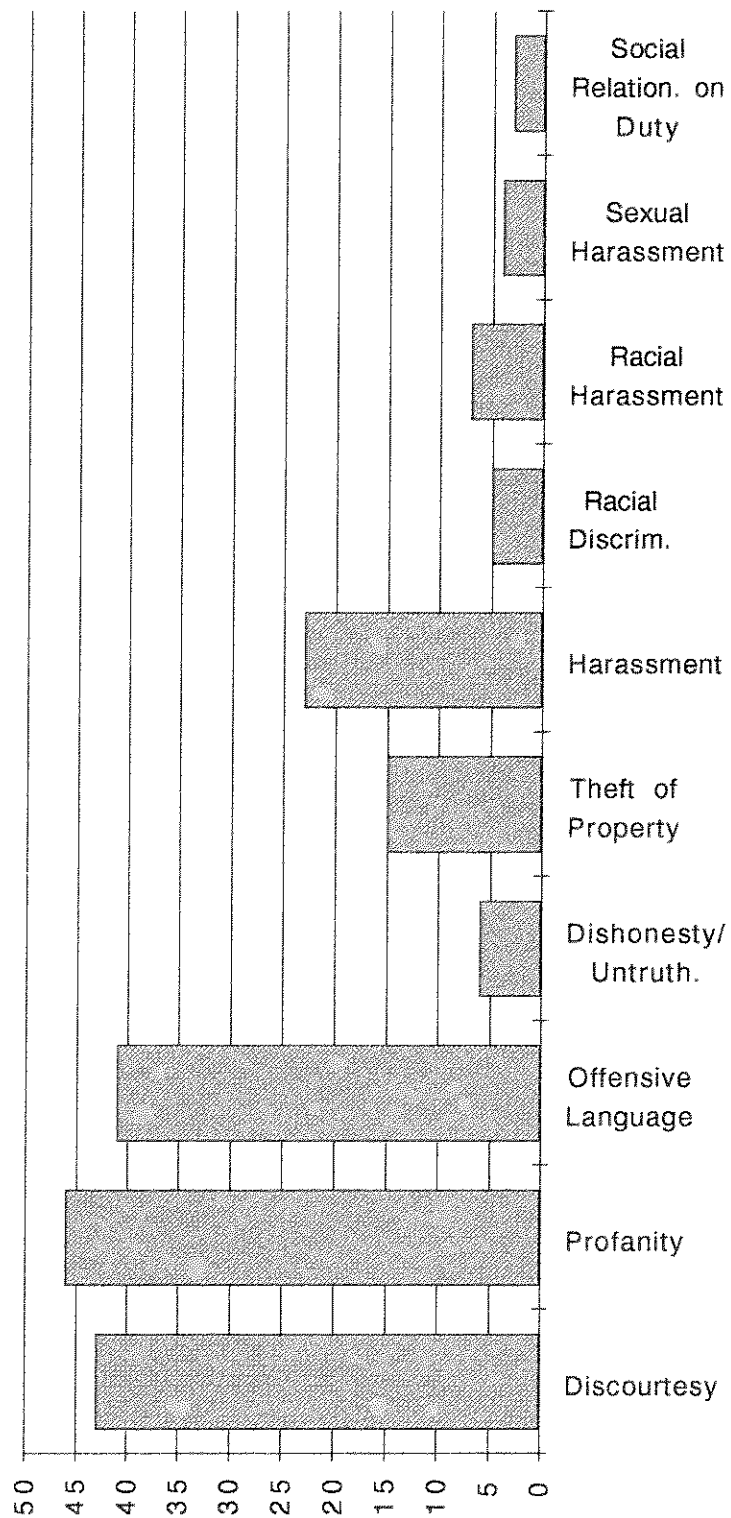 Social
Relation. on
Duty
Sexual
Harassment
Racial
Harassment
Racial
Discrim.
Harassment
Theft of
Property
Dishonesty/
Untruth.
Offensive
Language
Profanity
Discourtesy
50
45
40
35
30
25
20
15
10
5
0